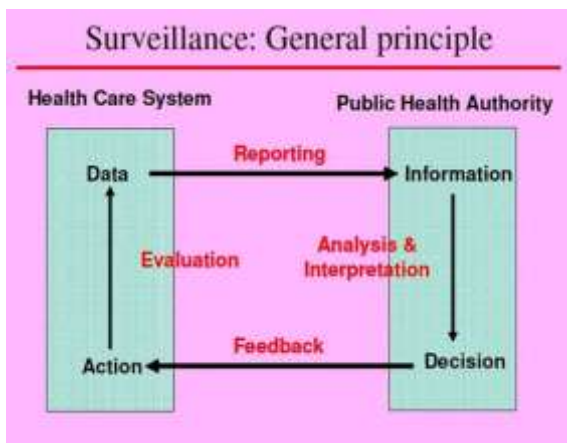 Surveillance: General principle
Health Care System
Public Health Authority
Reporting
Data
Information
Evaluation
Analysis &
Interpretation
Feedback
Action
Decision